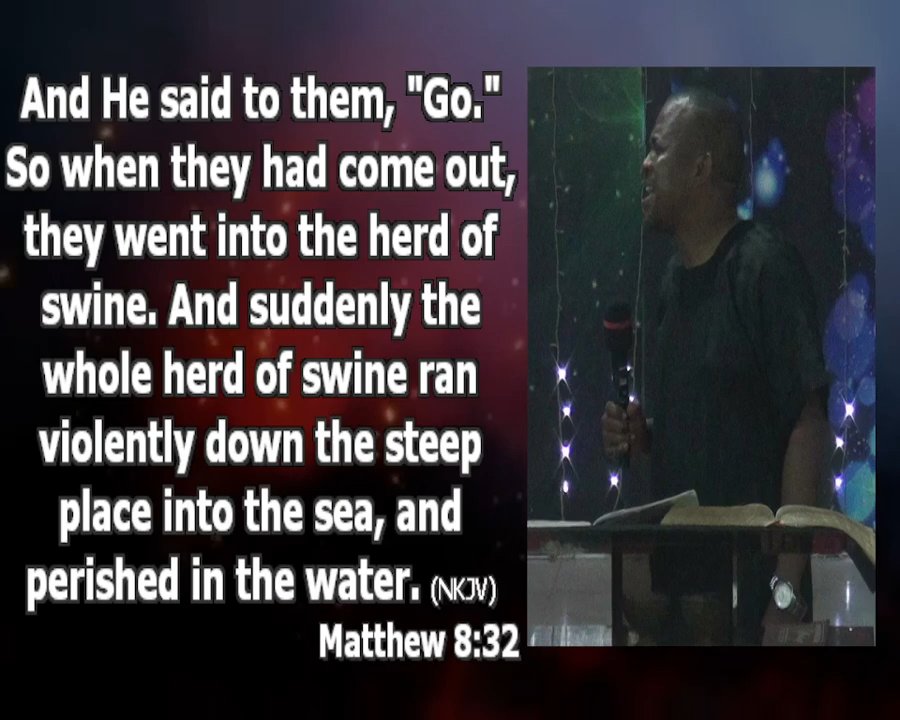 And He said to them, "Go."
So when they had come out,
they went into the herd of
swine. And suddenly the
whole herd of swine ran
violently down the steep
place into the sea, and
perished in the water. (NKJV)
Matthew 8:32